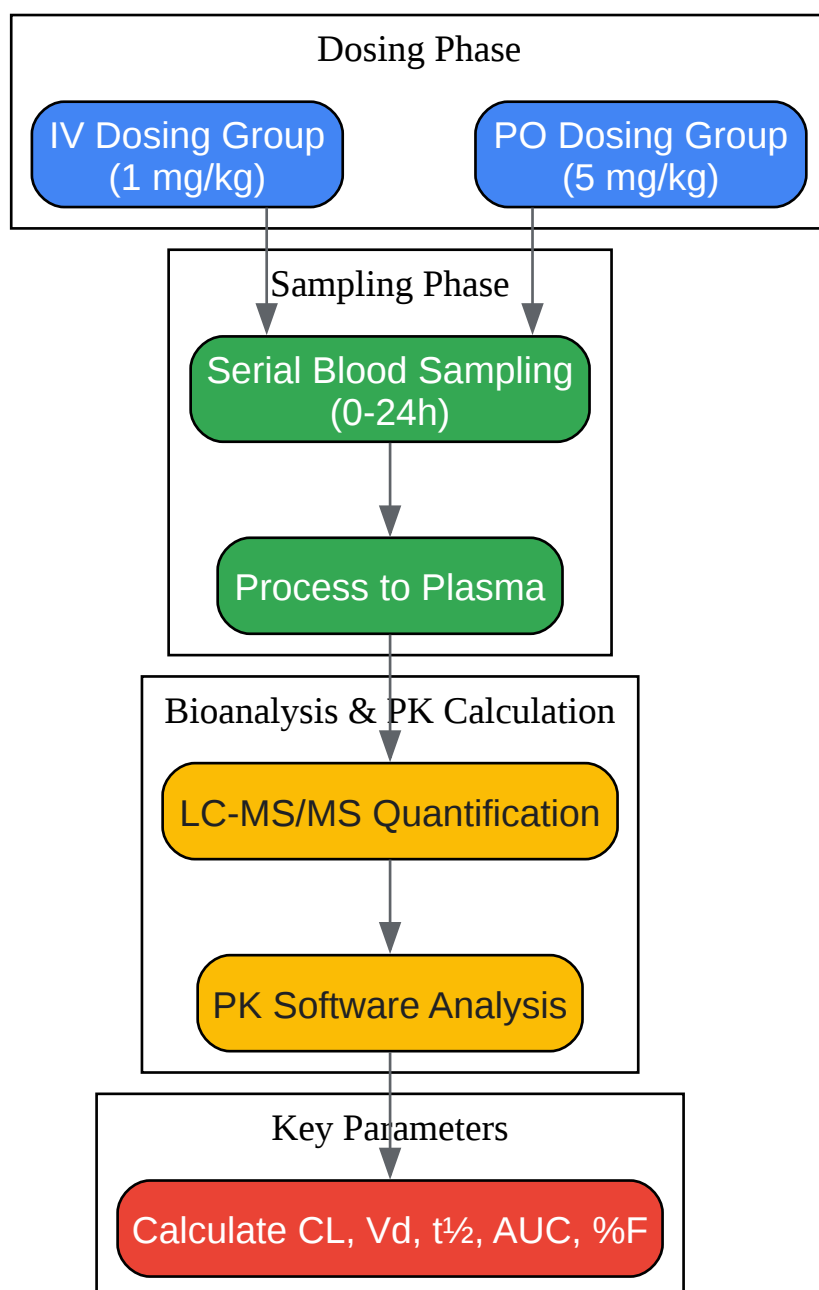 Dosing Phase
IV Dosing Group
(1 mg/kg)
PO Dosing Group
(5 mg/kg)
Sampling Phase
Serial Blood Sampling
(0-24h)
Process to Plasma
Bioanalysis & PK Calculation
LC-MS/MS Quantification
PK Software Analysis
Key Parameters
Calculate CL, Vd, t½, AUC, %F